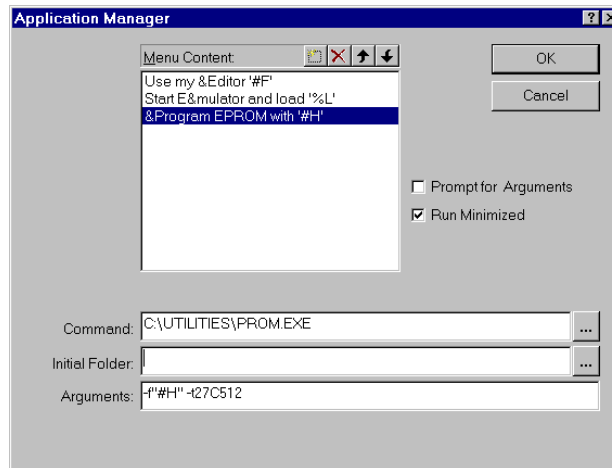 Application Manager
Menu Content:
OK
Use my &Editor '#F'
Start E&mulator and load '%L'
Cancel
&Program EPROM with '#H'
Prompt for Arguments
Run Minimized
Command: C:\UTILITIES\PROM.EXE ...
Initial Folder: ...
Arguments: -f"#H" -t27C512